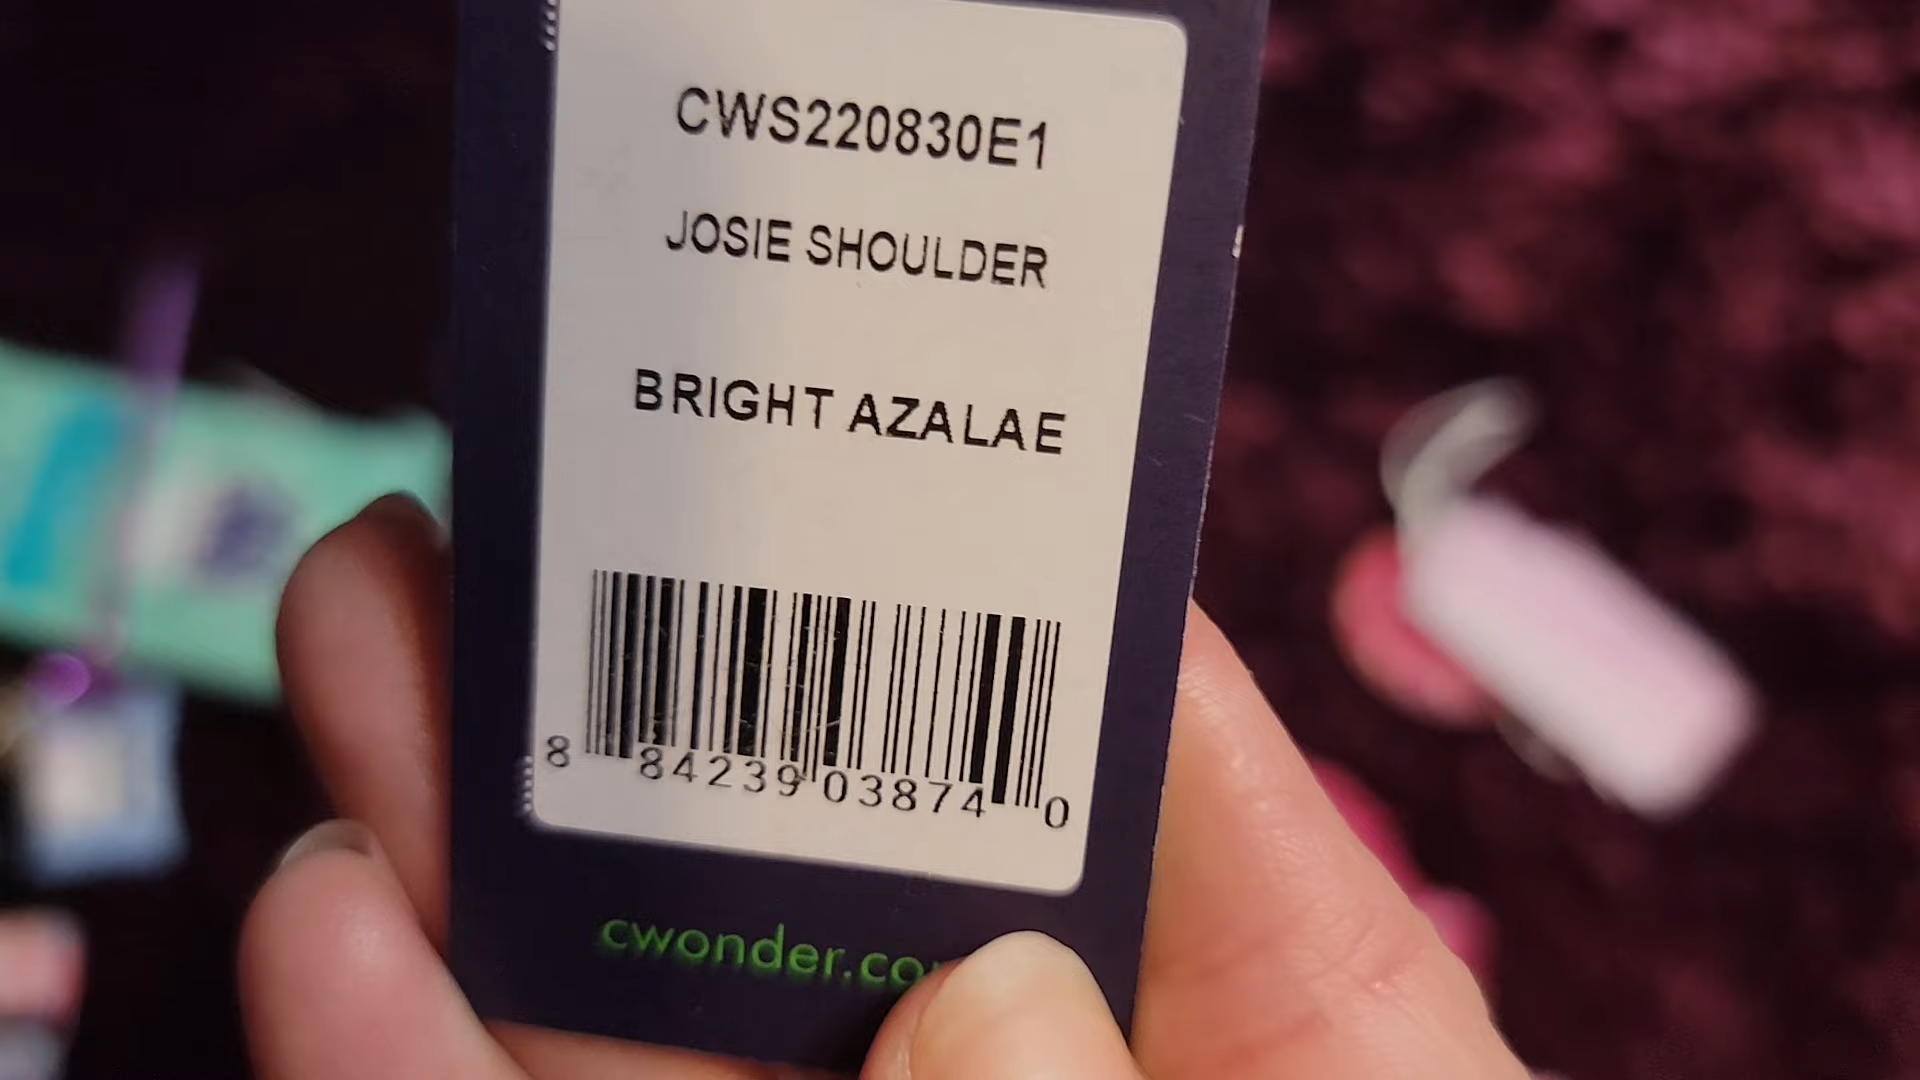 CWS220830E1
JOSIE SHOULDER
BRIGHT AZALAE
8 84239 03874 0
cwonder.co